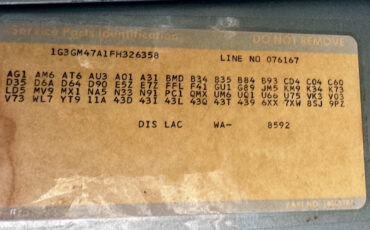 Service Parts Identification DO NOT REMOVE
1G3GM47A1FH326358 LINE NO 076167
AG1 AM6 AT6 AU3 AO1 A31 BMD B34 B35 B84 B93 CD4 CO4 C60
D35 D6A D64 D90 E5Z E7Z FFL F41 GU1 G89 JM5 KM9 K34 K73
LD5 MV9 MX1 NA5 N33 N91 PC1 QMX UM6 UQ1 U66 U75 VK3 VO3
V73 WL7 YT9 11A 43D 43I 43L 43Q 43T 439 6XX 7XW 8SJ 9PZ
DIS LAC WA- 8592